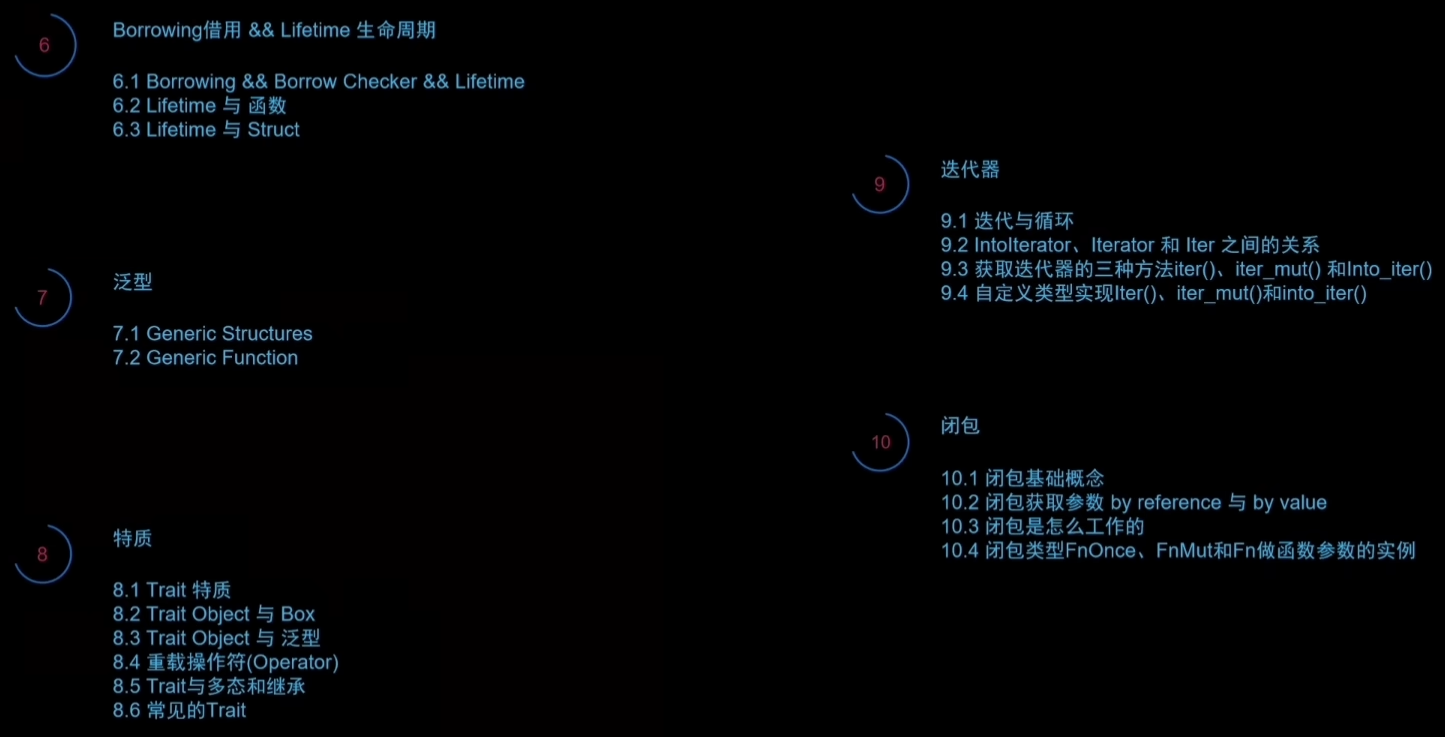 6
Borrowing借用 && Lifetime 生命周期
6.1 Borrowing && Borrow Checker && Lifetime
6.2 Lifetime 与 函数
6.3 Lifetime 与 Struct
7
泛型
7.1 Generic Structures
7.2 Generic Function
8
特质
8.1 Trait 特质
8.2 Trait Object 与 Box
8.3 Trait Object 与 泛型
8.4 重载操作符(Operator)
8.5 Trait与多态和继承
8.6 常见的Trait
9
迭代器
9.1 迭代与循环
9.2 IntoIterator、Iterator 和 Iter 之间的关系
9.3 获取迭代器的三种方法iter()、iter_mut() 和Into_iter()
9.4 自定义类型实现Iter()、iter_mut()和into_iter()
10
闭包
10.1 闭包基础概念
10.2 闭包获取参数 by reference 与 by value
10.3 闭包是怎么工作的
10.4 闭包类型FnOnce、FnMut和Fn做函数参数的实例